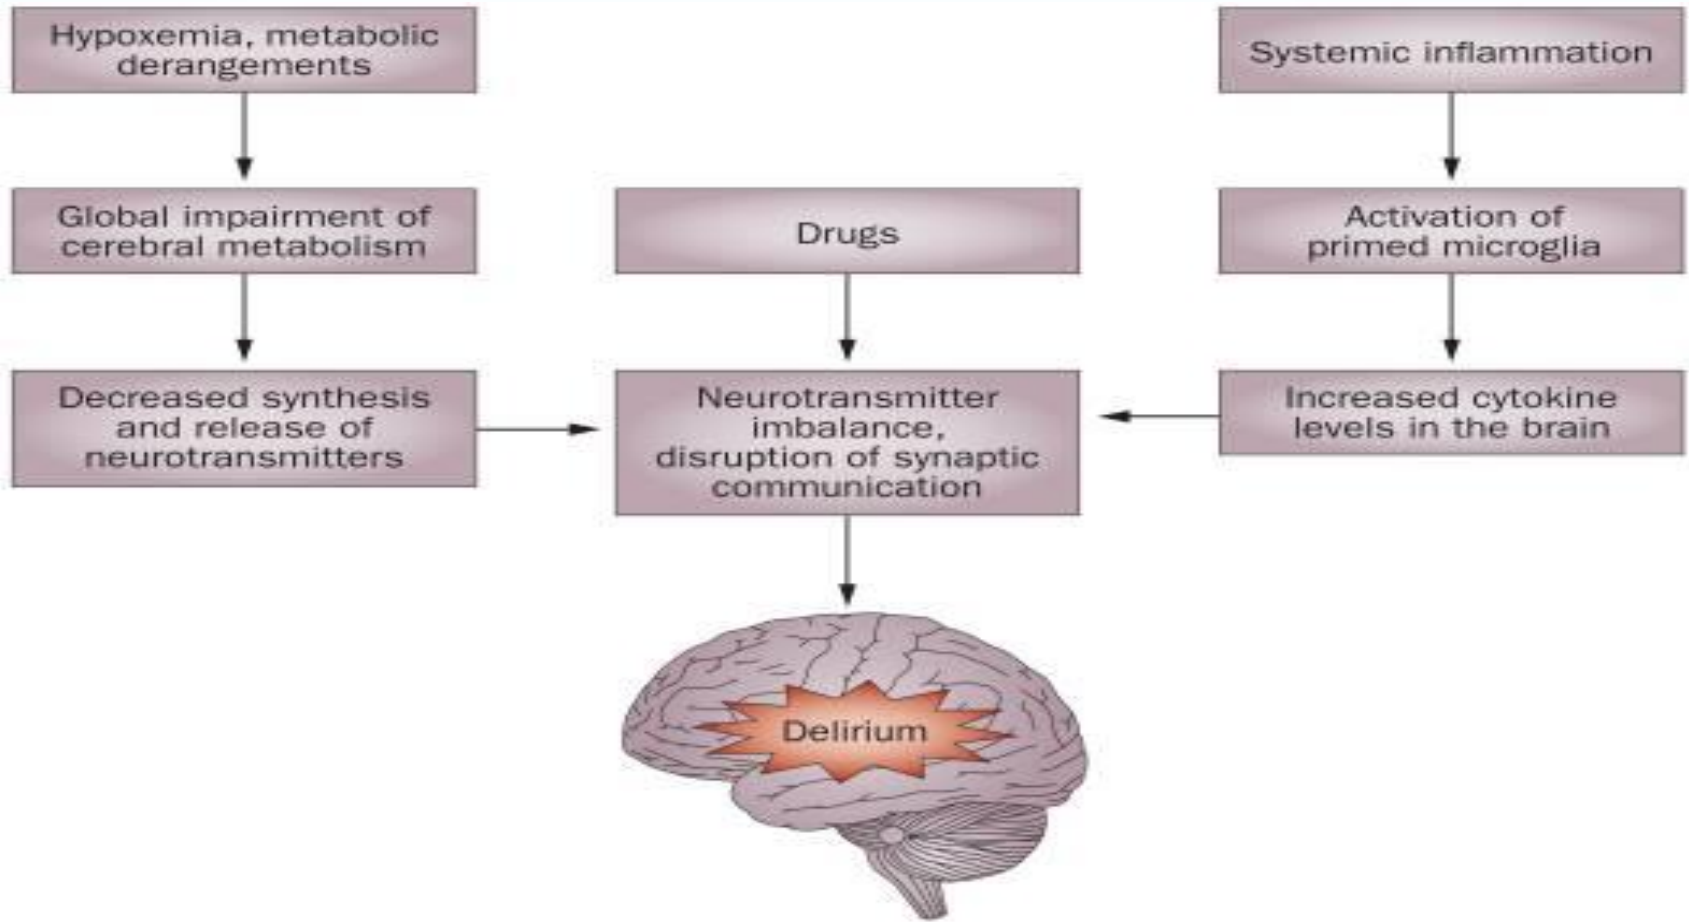 Hypoxemia, metabolic
derangements
Global impairment of
cerebral metabolism
Decreased synthesis
and release of
neurotransmitters
Drugs
Neurotransmitter
imbalance,
disruption of synaptic
communication
Systemic inflammation
Activation of
primed microglia
Increased cytokine
levels in the brain
Delirium